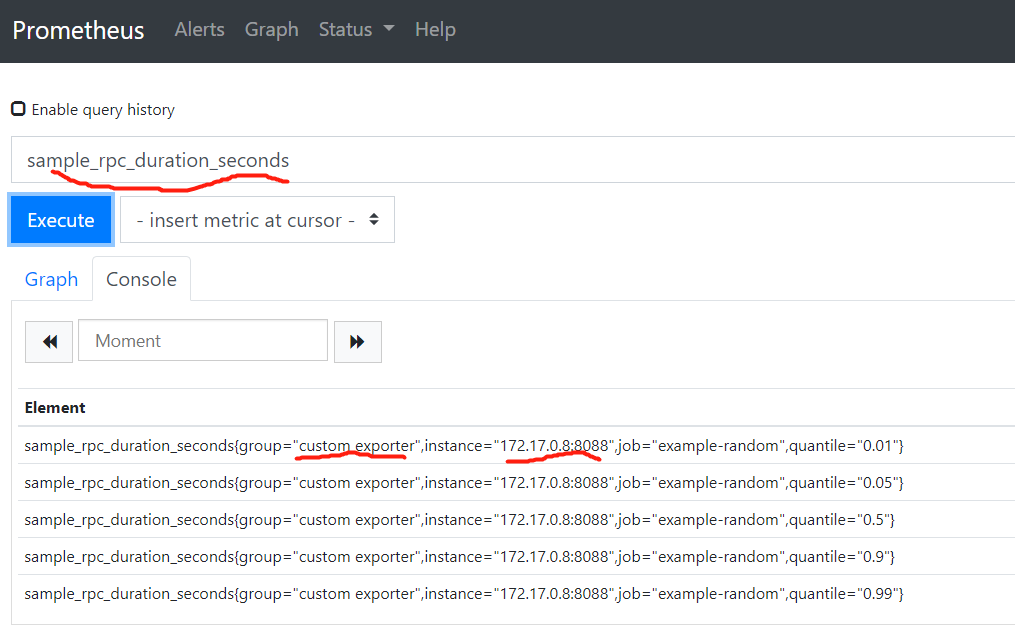 Prometheus Alerts Graph Status Help
Enable query history
sample_rpc_duration_seconds
Execute - insert metric at cursor -
Graph Console
Moment
Element
sample_rpc_duration_seconds{group="custom exporter",instance="172.17.0.8:8088",job="example-random",quantile="0.01"}
sample_rpc_duration_seconds{group="custom exporter",instance="172.17.0.8:8088",job="example-random",quantile="0.05"}
sample_rpc_duration_seconds{group="custom exporter",instance="172.17.0.8:8088",job="example-random",quantile="0.5"}
sample_rpc_duration_seconds{group="custom exporter",instance="172.17.0.8:8088",job="example-random",quantile="0.9"}
sample_rpc_duration_seconds{group="custom exporter",instance="172.17.0.8:8088",job="example-random",quantile="0.99"}